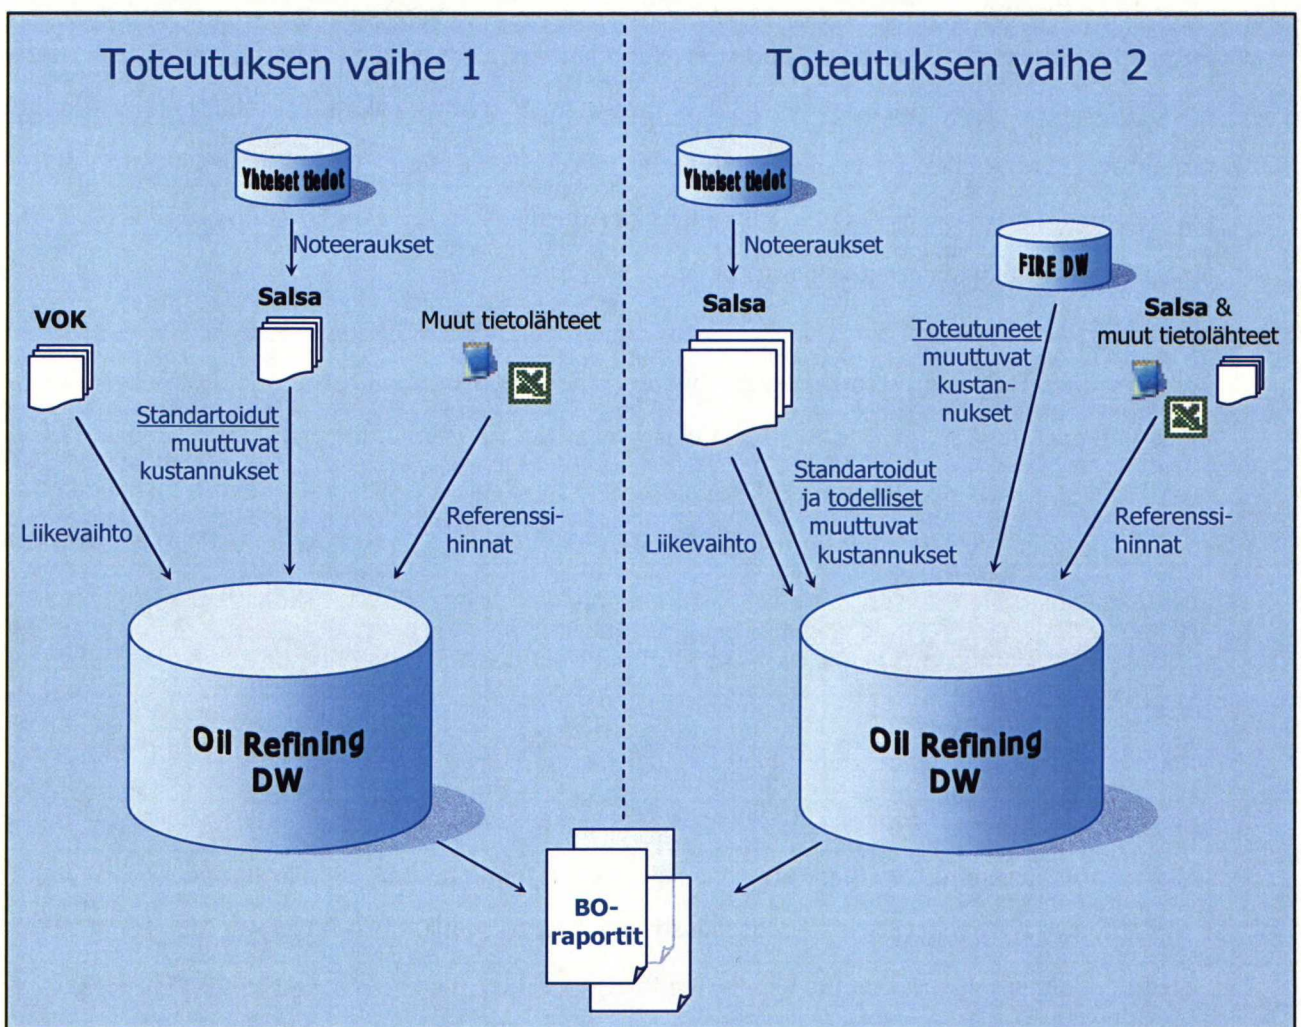 Toteutuksen vaihe 1
Yhteiset tiedot
Noteeraukset
Salsa
VOK
Muut tietolähteet
Standartoidut
muuttuvat
kustannukset
Liikevaihto
Referenssi-
hinnat
Oil Refining
DW
Toteutuksen vaihe 2
Yhteiset tiedot
Noteeraukset
FIRE DW
Salsa
Salsa &
muut tietolähteet
Toteutuneet
muuttuvat
kustan-
nukset
Standartoidut
ja todelliset
muuttuvat
kustannukset
Liikevaihto
Referenssi-
hinnat
Oil Refining
DW
BO-
raportit